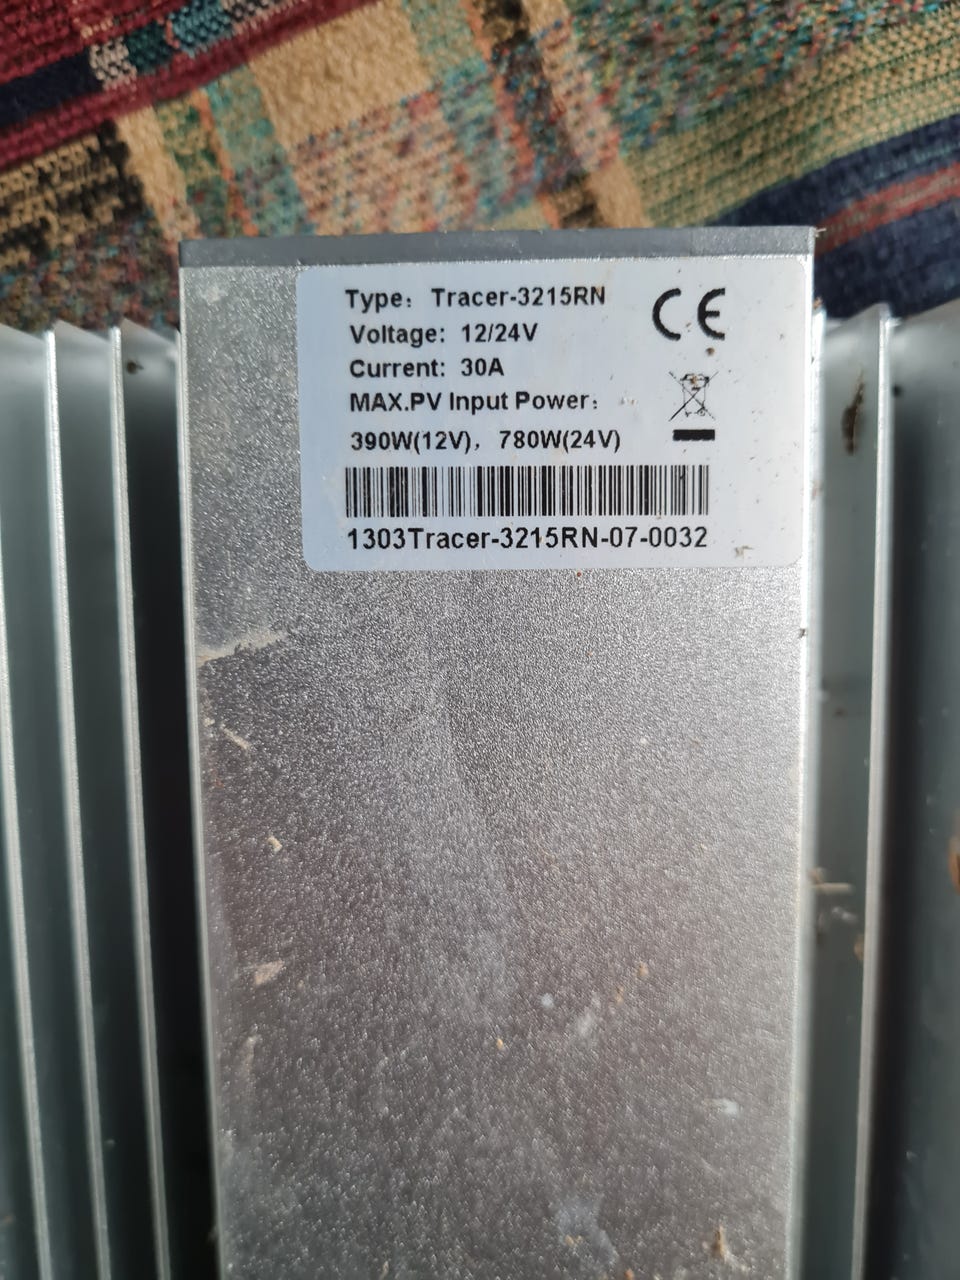 Type: Tracer-3215RN
Voltage: 12/24V
Current: 30A
MAX.PV Input Power:
390W(12V), 780W(24V)
1303Tracer-3215RN-07-0032
CE